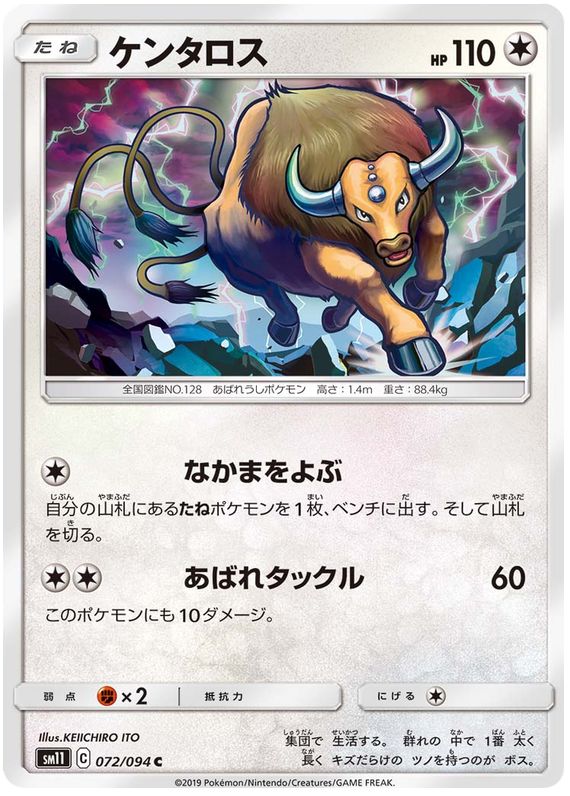 たね ケンタロス HP 110
全国図鑑NO.128 あばれうしポケモン 高さ：1.4m 重さ：88.4kg
なかまをよぶ
自分の山札にあるたねポケモンを1枚、ベンチに出す。そして山札
を切る。
あばれタックル 60
このポケモンにも10ダメージ。
弱点 ×2 抵抗力 にげる
Illus.KEIICHIRO ITO
SM11 C 072/094 C
集団で 生活する。 群れの 中で 1番 太く
長く キズだらけの ツノを持つのが ボス。
©2019 Pokémon/Nintendo/Creatures/GAME FREAK.